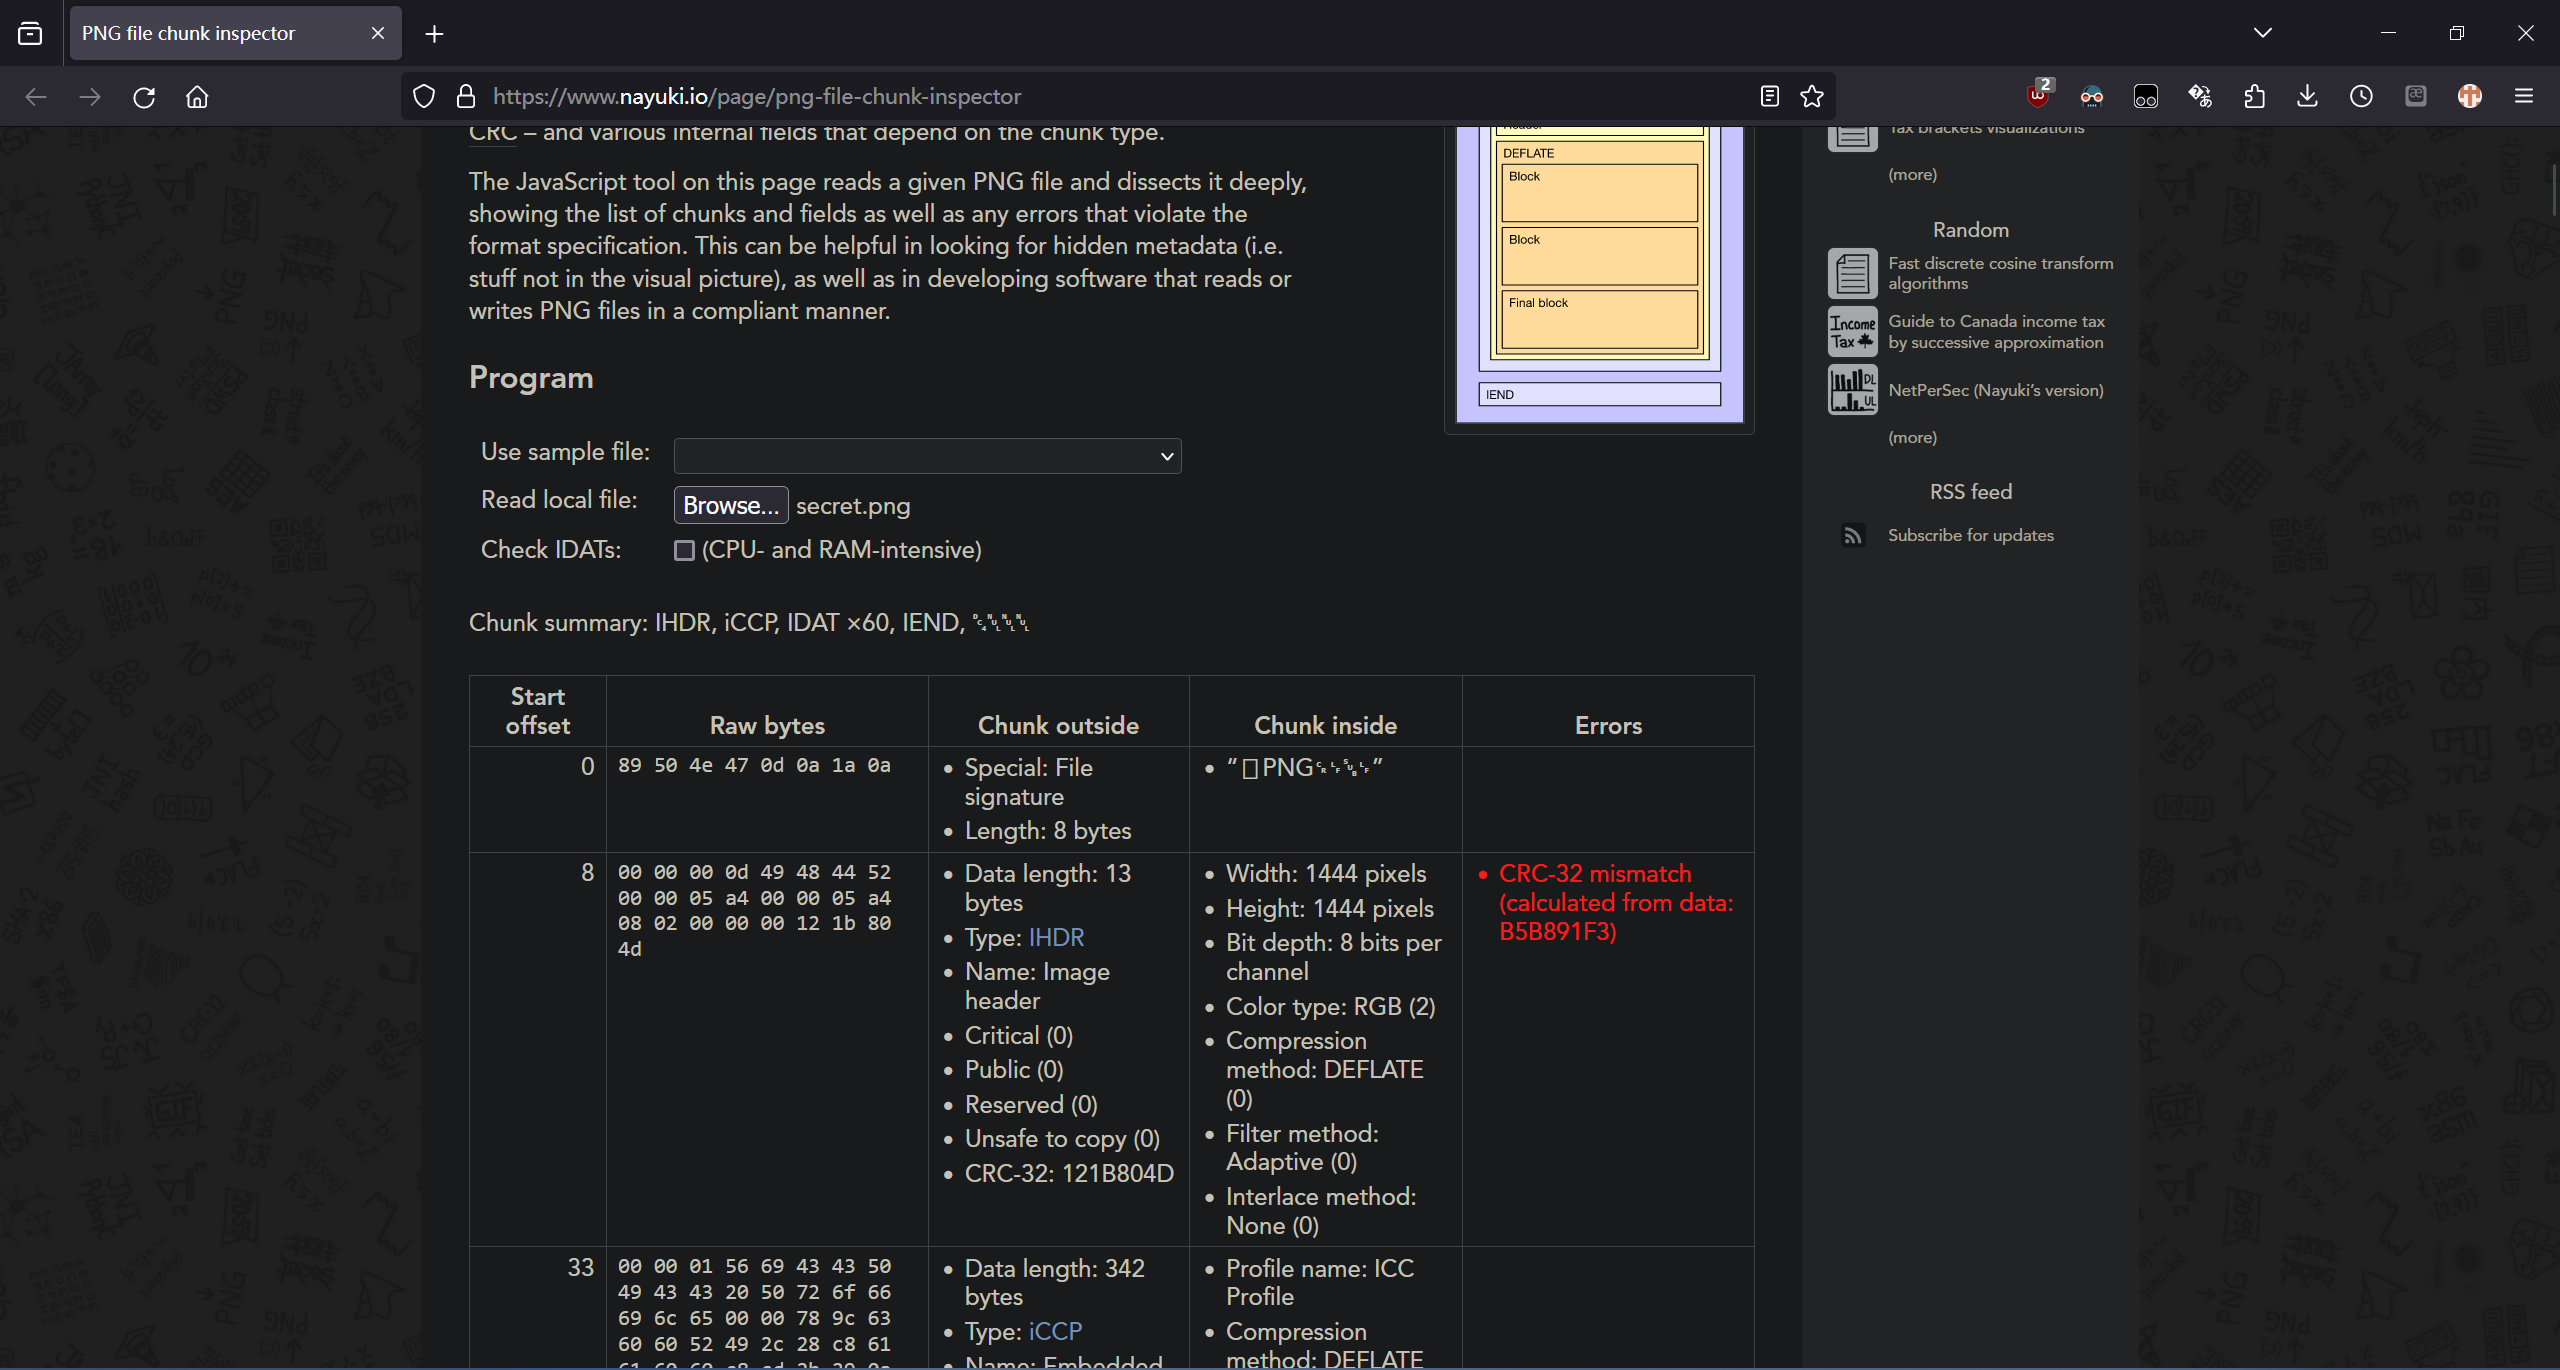 PNG file chunk inspector
2
https://www.nayuki.io/page/png-file-chunk-inspector
CRC – and various internal fields that depend on the chunk type.
The JavaScript tool on this page reads a given PNG file and dissects it deeply,
showing the list of chunks and fields as well as any errors that violate the
format specification. This can be helpful in looking for hidden metadata (i.e.
stuff not in the visual picture), as well as in developing software that reads or
writes PNG files in a compliant manner.
Header
DEFLATE
Block
Block
Final block
IEND
Program
Use sample file:
Read local file: Browse... secret.png
Check IDATs: (CPU- and RAM-intensive)
Chunk summary: IHDR, iCCP, IDAT ×60, IEND, ␔␀␀␀
Start
offset
Raw bytes
Chunk outside
Chunk inside
Errors
0
89 50 4e 47 0d 0a 1a 0a
• Special: File
signature
• Length: 8 bytes
• “□PNG␍␊␚␊”
8
00 00 00 0d 49 48 44 52
00 00 05 a4 00 00 05 a4
08 02 00 00 00 12 1b 80
4d
• Data length: 13
bytes
• Type: IHDR
• Name: Image
header
• Critical (0)
• Public (0)
• Reserved (0)
• Unsafe to copy (0)
• CRC-32: 121B804D
• Width: 1444 pixels
• Height: 1444 pixels
• Bit depth: 8 bits per
channel
• Color type: RGB (2)
• Compression
method: DEFLATE
(0)
• Filter method:
Adaptive (0)
• Interlace method:
None (0)
• CRC-32 mismatch
(calculated from data:
B5B891F3)
33
00 00 01 56 69 43 43 50
49 43 43 20 50 72 6f 66
69 6c 65 00 00 78 9c 63
60 60 52 49 2c 28 c8 61
• Data length: 342
bytes
• Type: iCCP
• Name: Embedded
• Profile name: ICC
Profile
• Compression
method: DEFLATE
Tax brackets visualizations
(more)
Random
Fast discrete cosine transform
algorithms
Income
Tax
Guide to Canada income tax
by successive approximation
DL
UL
NetPerSec (Nayuki’s version)
(more)
RSS feed
Subscribe for updates